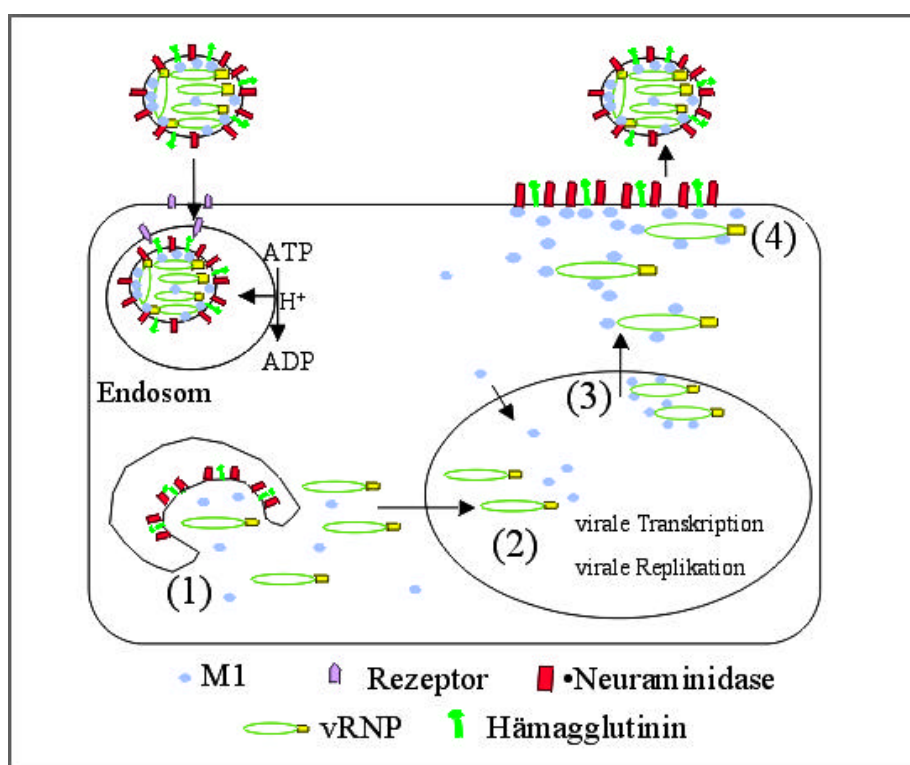 ATP
H⁺
ADP
Endosom
(1)
(2)
(3)
(4)
virale Transkription
virale Replikation
M1
Rezeptor
•Neuraminidase
vRNP
Hämagglutinin